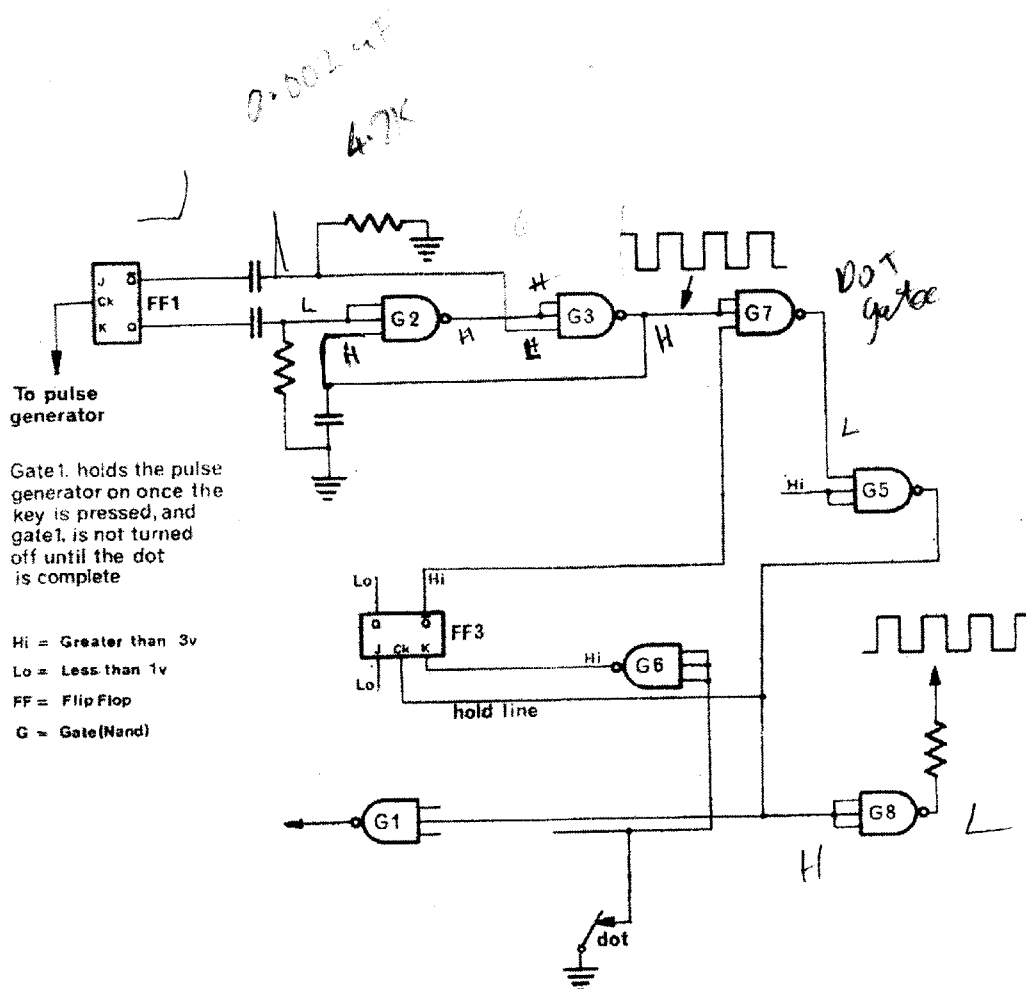 0.002 uF
4.7K
DOT
gate
J Q̅
Ck FF1
K Q
L
G2
H
H
H
G3
H
H
G7
To pulse
generator
L
Gate1. holds the pulse
generator on once the
key is pressed, and
gate1. is not turned
off until the dot
is complete
Hi
G5
Lo
Hi
Q Q̅
J Ck K
FF3
Lo
Hi
G6
hold line
Hi = Greater than 3v
Lo = Less than 1v
FF = Flip Flop
G = Gate(Nand)
G1
G8
L
H
dot